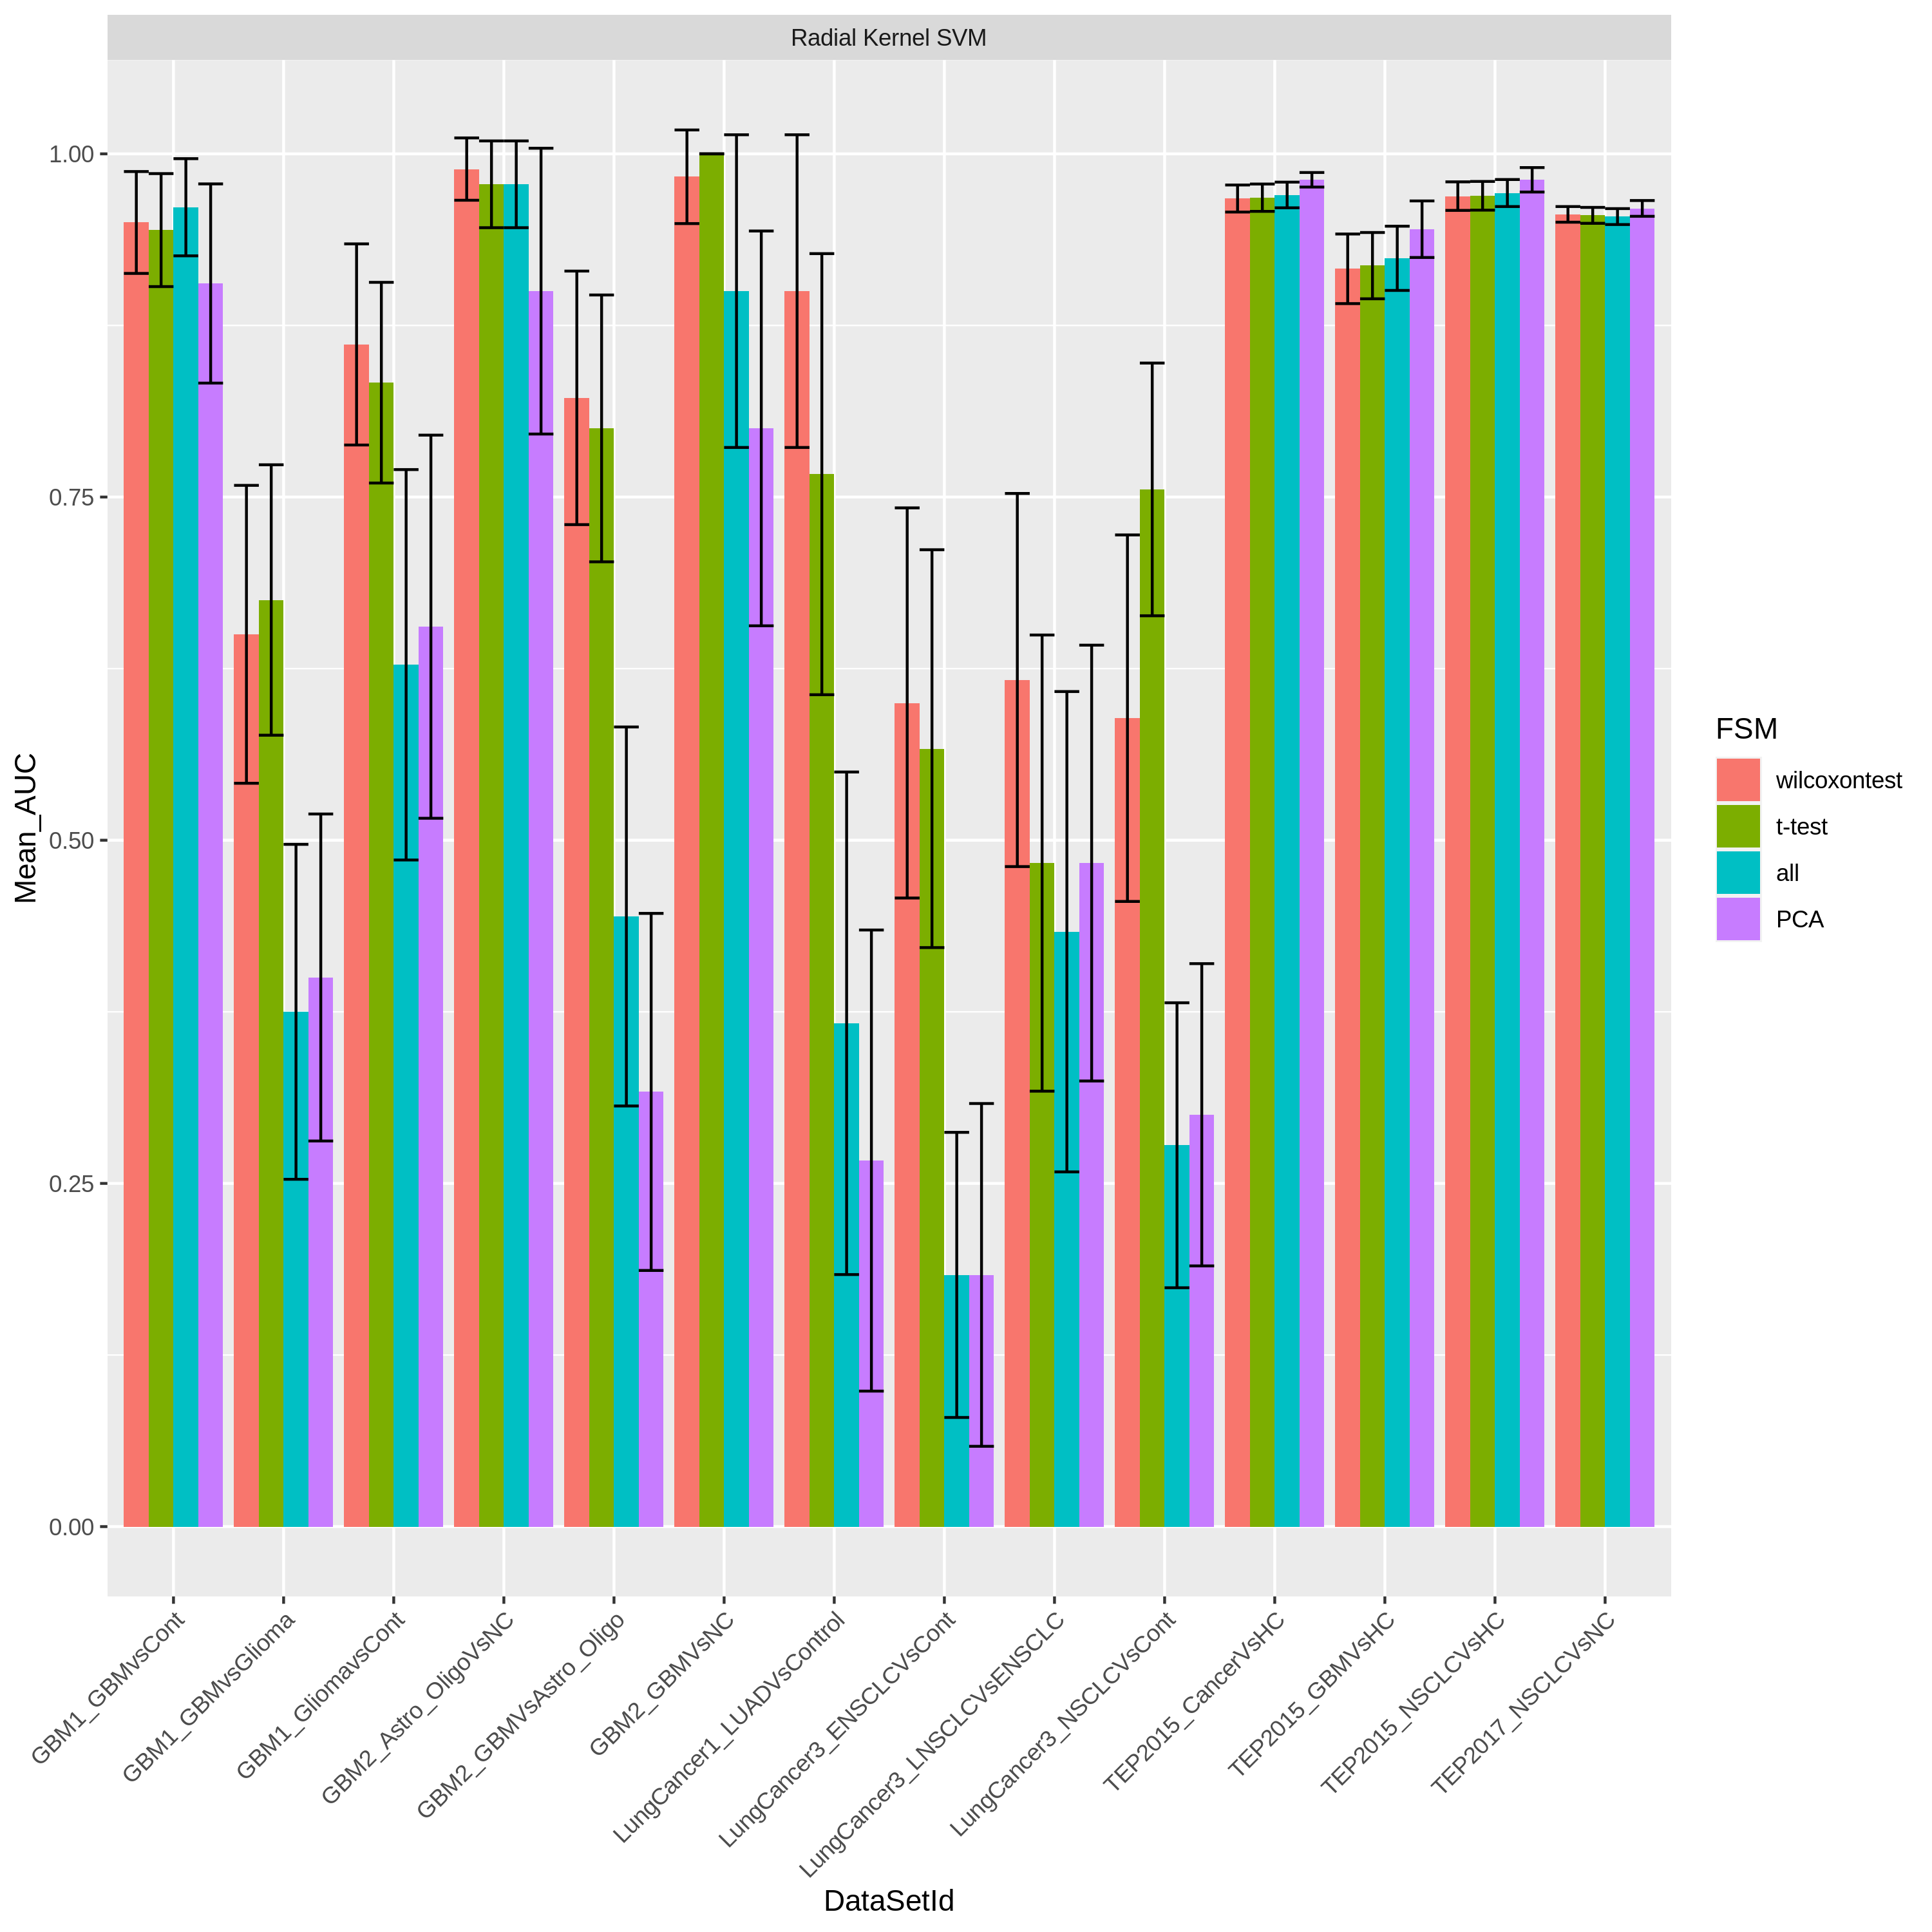 Radial Kernel SVM
Mean_AUC
1.00
0.75
0.50
0.25
0.00
GBM1_GBMvsCont
GBM1_GBMvsGlioma
GBM1_GliomavsCont
GBM2_Astro_OligoVsNC
GBM2_GBMVsAstro_Oligo
GBM2_GBMVsNC
LungCancer1_LUADVsControl
LungCancer3_ENSCLCVsCont
LungCancer3_LNSCLCVsENSCLC
LungCancer3_NSCLCVsCont
TEP2015_CancerVsHC
TEP2015_GBMVsHC
TEP2015_NSCLCVsHC
TEP2017_NSCLCVsNC
DataSetId
FSM
wilcoxontest
t-test
all
PCA